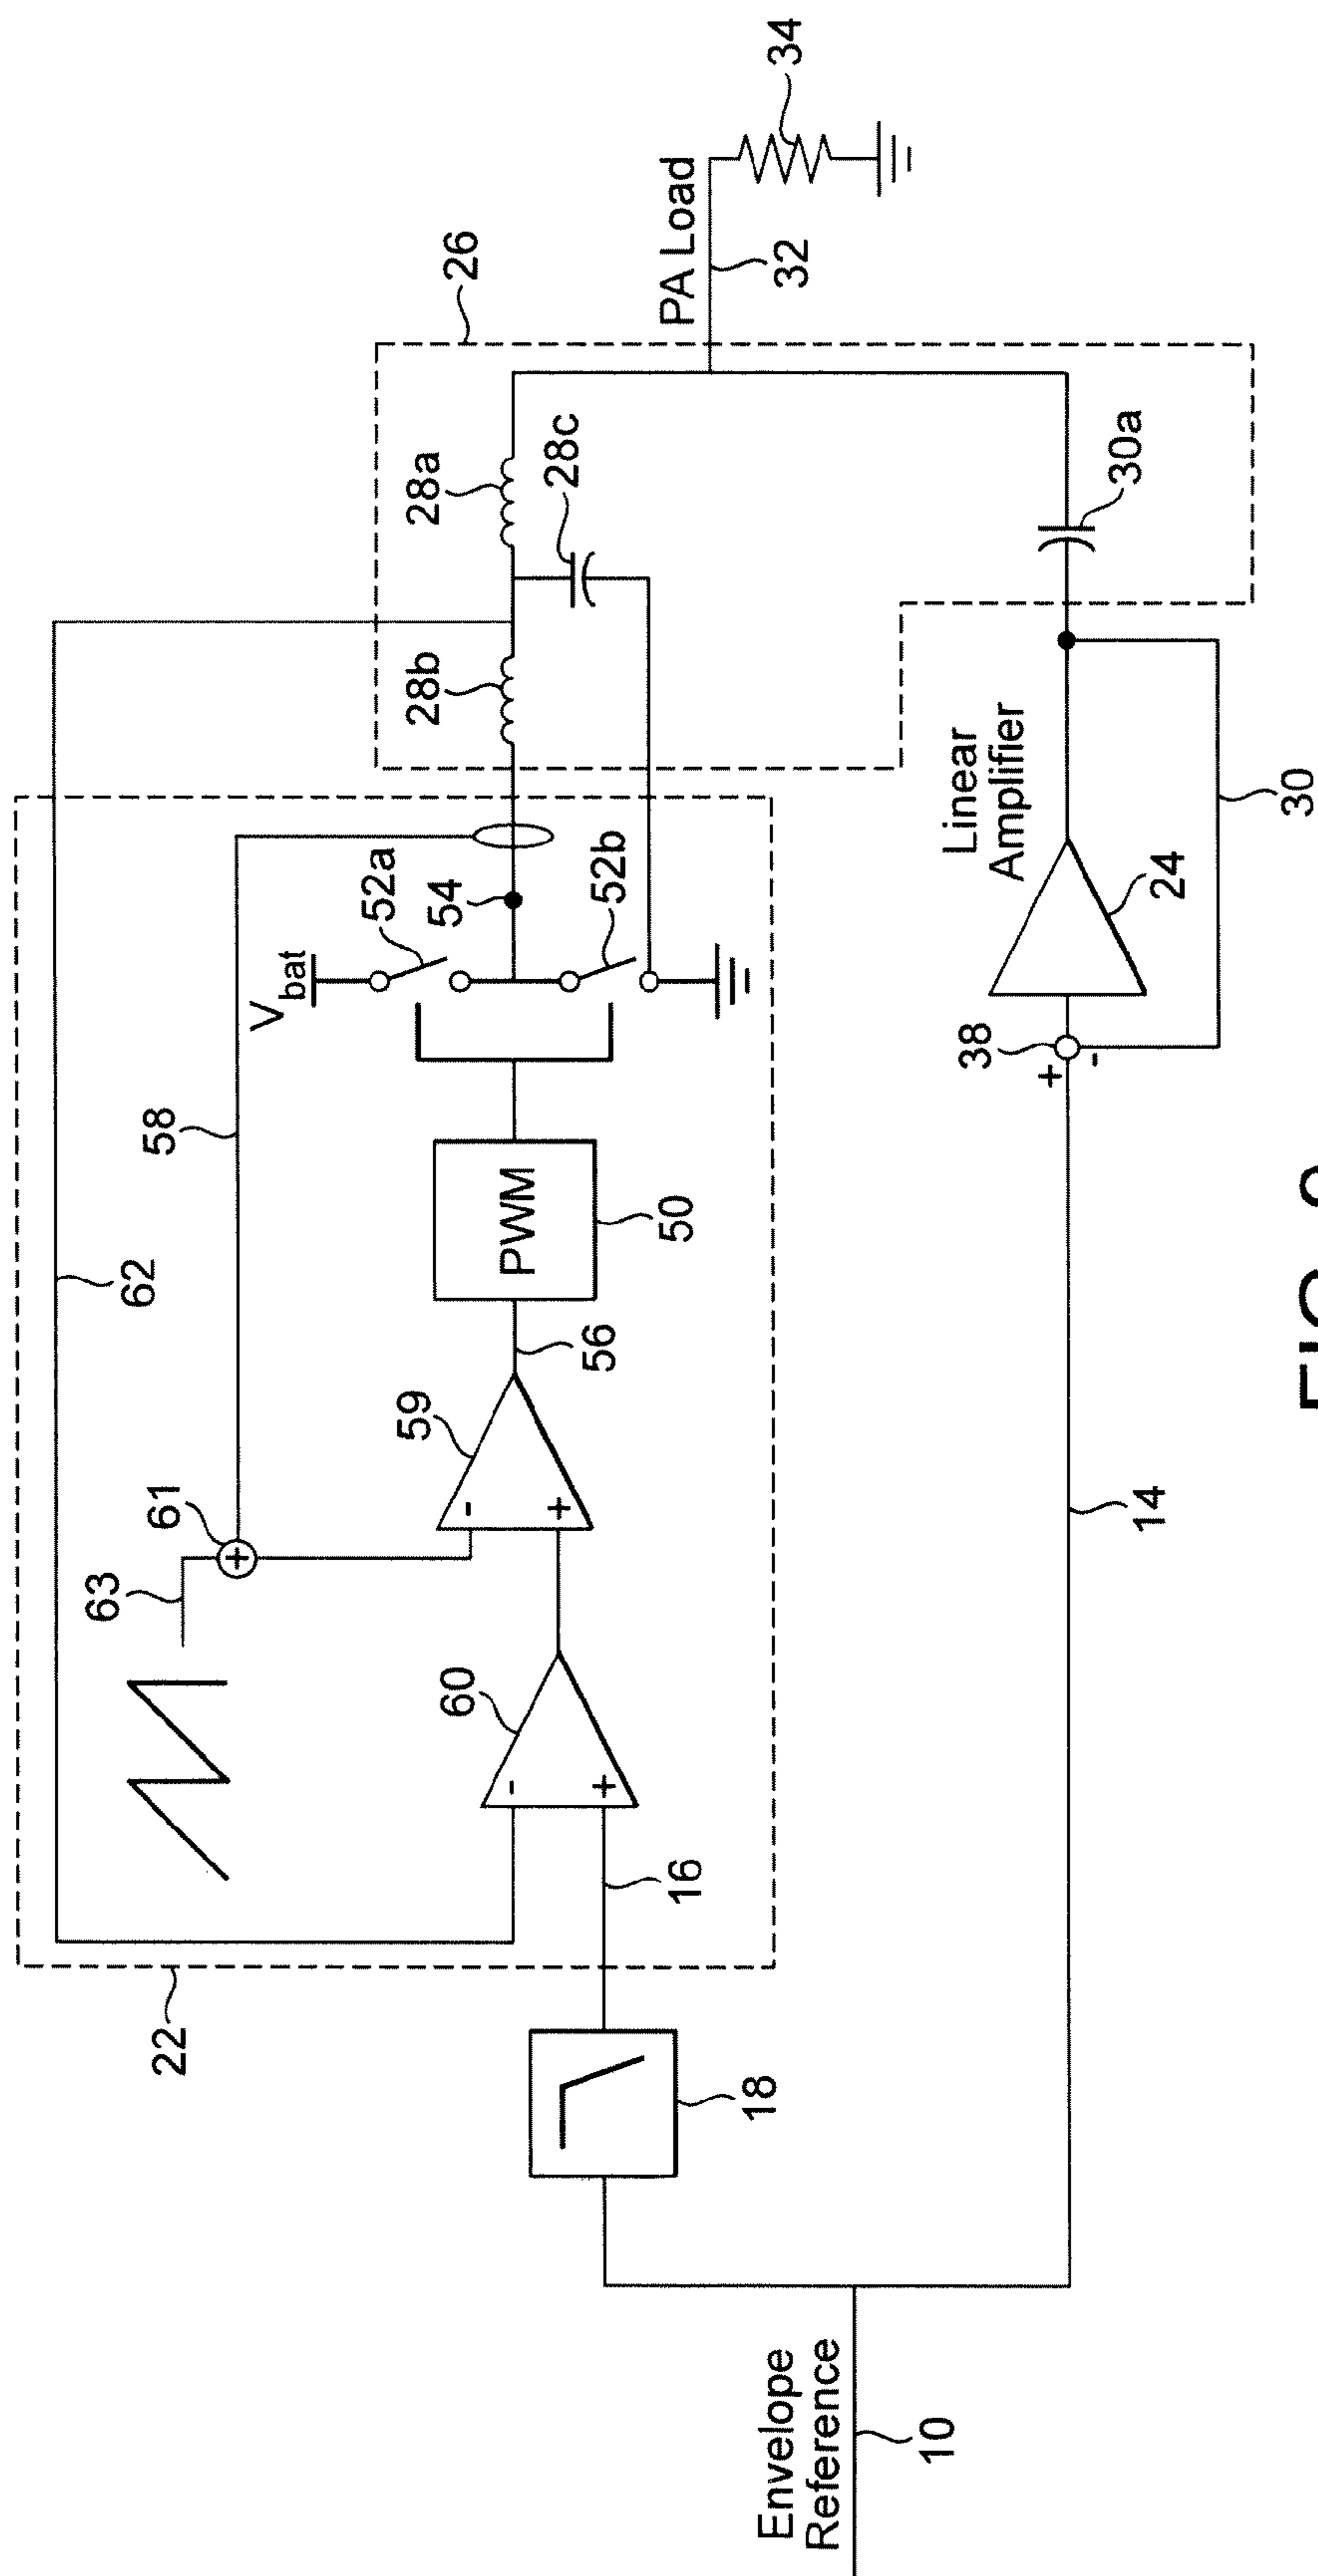 22
62
63
61
58
V
bat
52a
54
52b
60
59
56
PWM
50
16
18
26
28b
28a
28c
PA Load
32
34
Envelope
Reference
10
14
38
+
-
Linear
Amplifier
24
30
30a
-
+
-
+
+